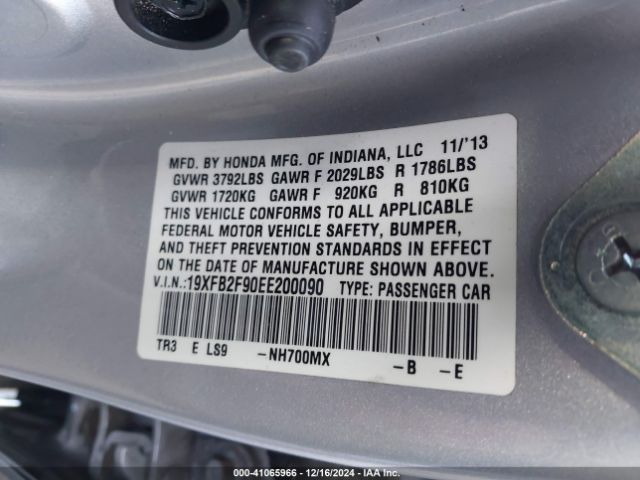 MFD. BY HONDA MFG. OF INDIANA, LLC 11/'13
GVWR 3792LBS GAWR F 2029LBS R 1786LBS
GVWR 1720KG GAWR F 920KG R 810KG
THIS VEHICLE CONFORMS TO ALL APPLICABLE
FEDERAL MOTOR VEHICLE SAFETY, BUMPER,
AND THEFT PREVENTION STANDARDS IN EFFECT
ON THE DATE OF MANUFACTURE SHOWN ABOVE.
V.I.N.:19XFB2F90EE200090 TYPE: PASSENGER CAR
TR3 E LS9 -NH700MX -B -E
000-41065966 - 12/16/2024 - IAA Inc.